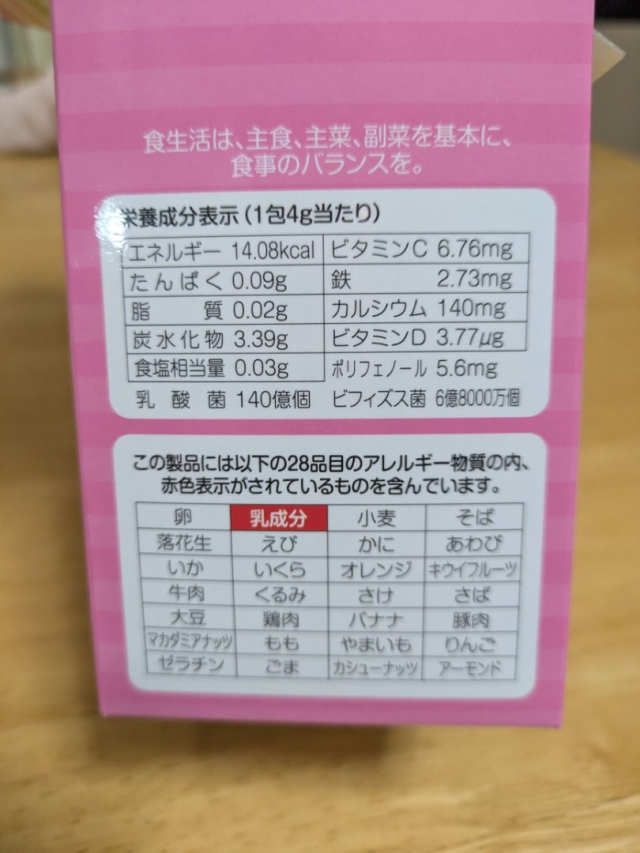 食生活は、主食、主菜、副菜を基本に、
食事のバランスを。
栄養成分表示(1包4g当たり)
エネルギー 14.08kcal ビタミンC 6.76mg
たんぱく 0.09g 鉄 2.73mg
脂質 0.02g カルシウム 140mg
炭水化物 3.39g ビタミンD 3.77μg
食塩相当量 0.03g ポリフェノール 5.6mg
乳酸菌 140億個 ビフィズス菌 6億8000万個
この製品には以下の28品目のアレルギー物質の内、
赤色表示がされているものを含んでいます。
卵 乳成分 小麦 そば
落花生 えび かに あわび
いか いくら オレンジ キウイフルーツ
牛肉 くるみ さけ さば
大豆 鶏肉 バナナ 豚肉
マカダミアナッツ もも やまいも りんご
ゼラチン ごま カシューナッツ アーモンド